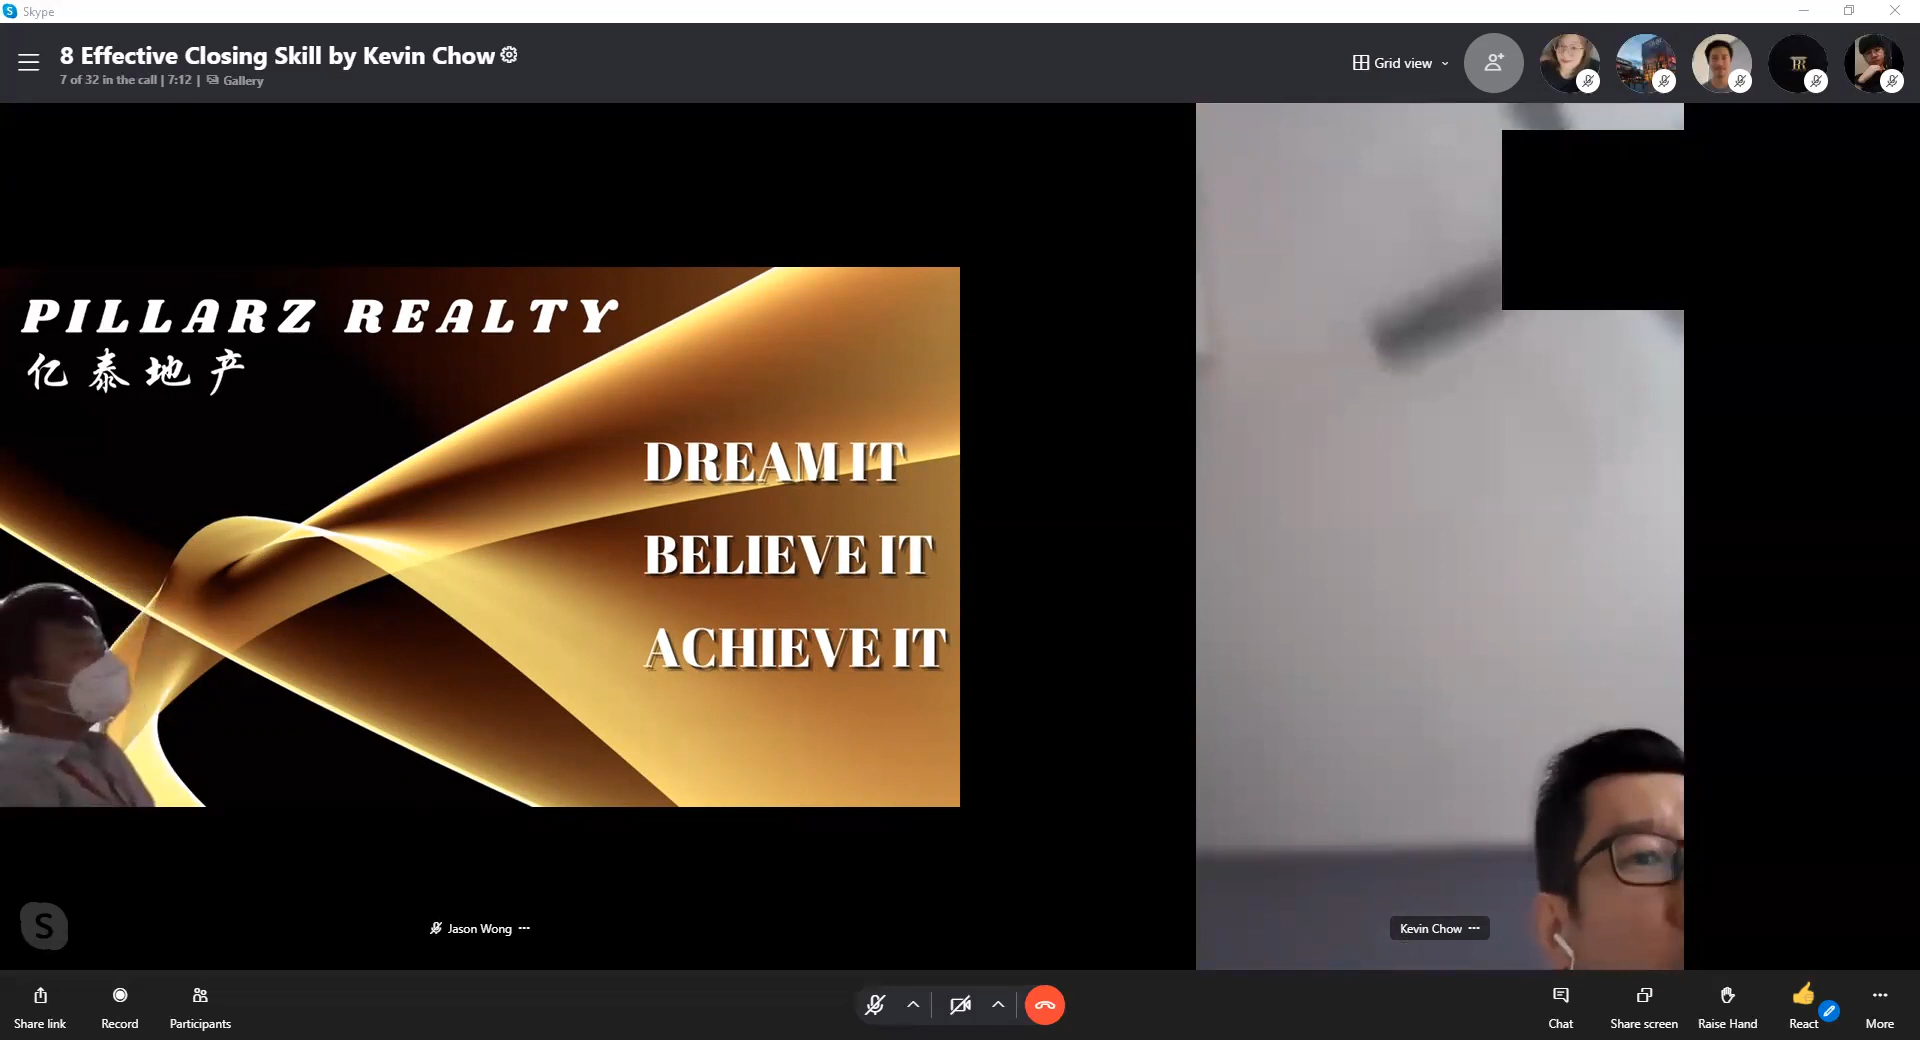 Skype
8 Effective Closing Skill by Kevin Chow
7 of 32 in the call | 7:12 | Gallery
Grid view
PILLARZ REALTY
亿泰地产
DREAM IT
BELIEVE IT
ACHIEVE IT
Jason Wong
Kevin Chow
Share link
Record
Participants
Chat
Share screen
Raise Hand
React
More